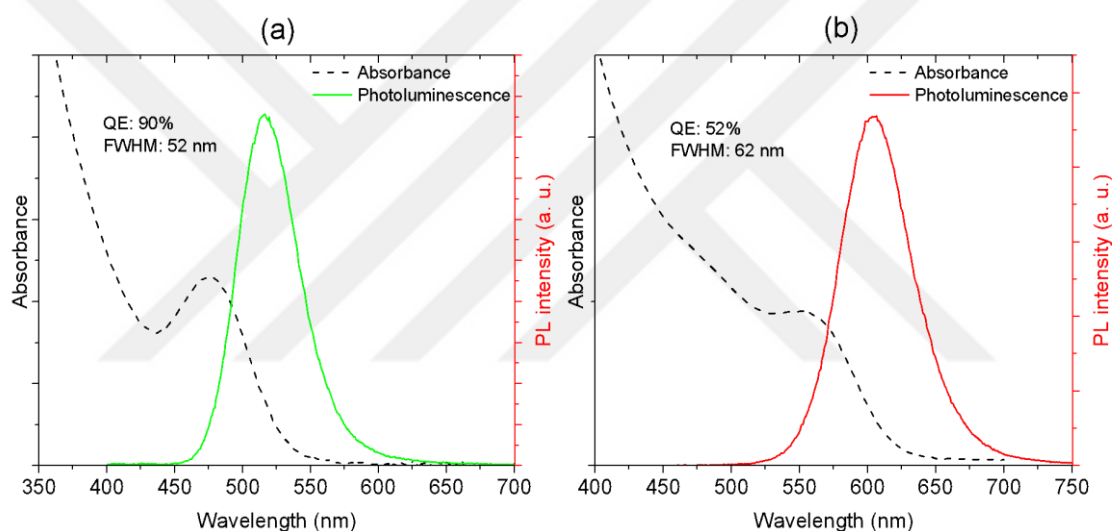 (a)
Absorbance
Photoluminescence
QE: 90%
FWHM: 52 nm
Absorbance
PL intensity (a. u.)
350 400 450 500 550 600 650 700
Wavelength (nm)
(b)
Absorbance
Photoluminescence
QE: 52%
FWHM: 62 nm
Absorbance
PL intensity (a. u.)
400 450 500 550 600 650 700 750
Wavelength (nm)